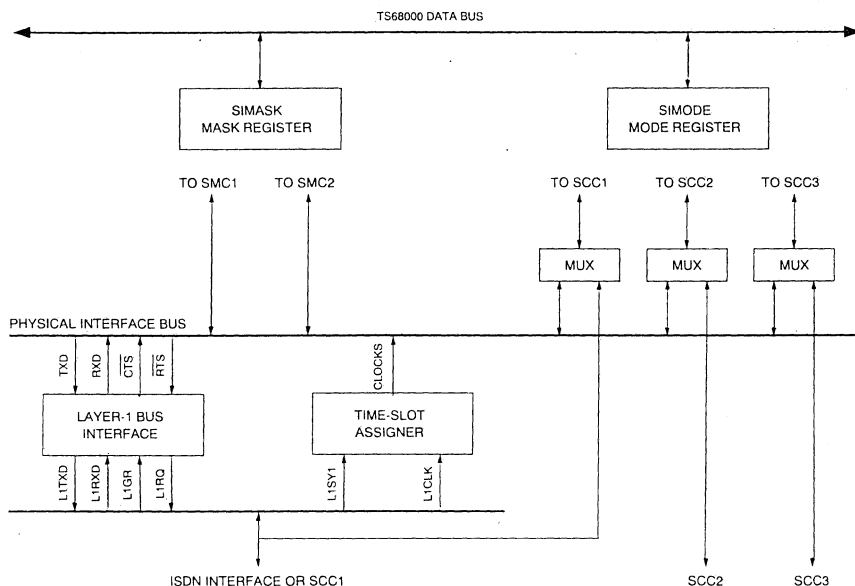 TS68000 DATA BUS
SIMASK
MASK REGISTER
SIMODE
MODE REGISTER
TO SMC1
TO SMC2
TO SCC1
TO SCC2
TO SCC3
MUX
MUX
MUX
PHYSICAL INTERFACE BUS
TXD
RXD
CTS
RTS
CLOCKS
LAYER-1 BUS
INTERFACE
TIME-SLOT
ASSIGNER
L1TXD
L1RXD
L1GR
L1RQ
L1SY1
L1CLK
ISDN INTERFACE OR SCC1
SCC2
SCC3